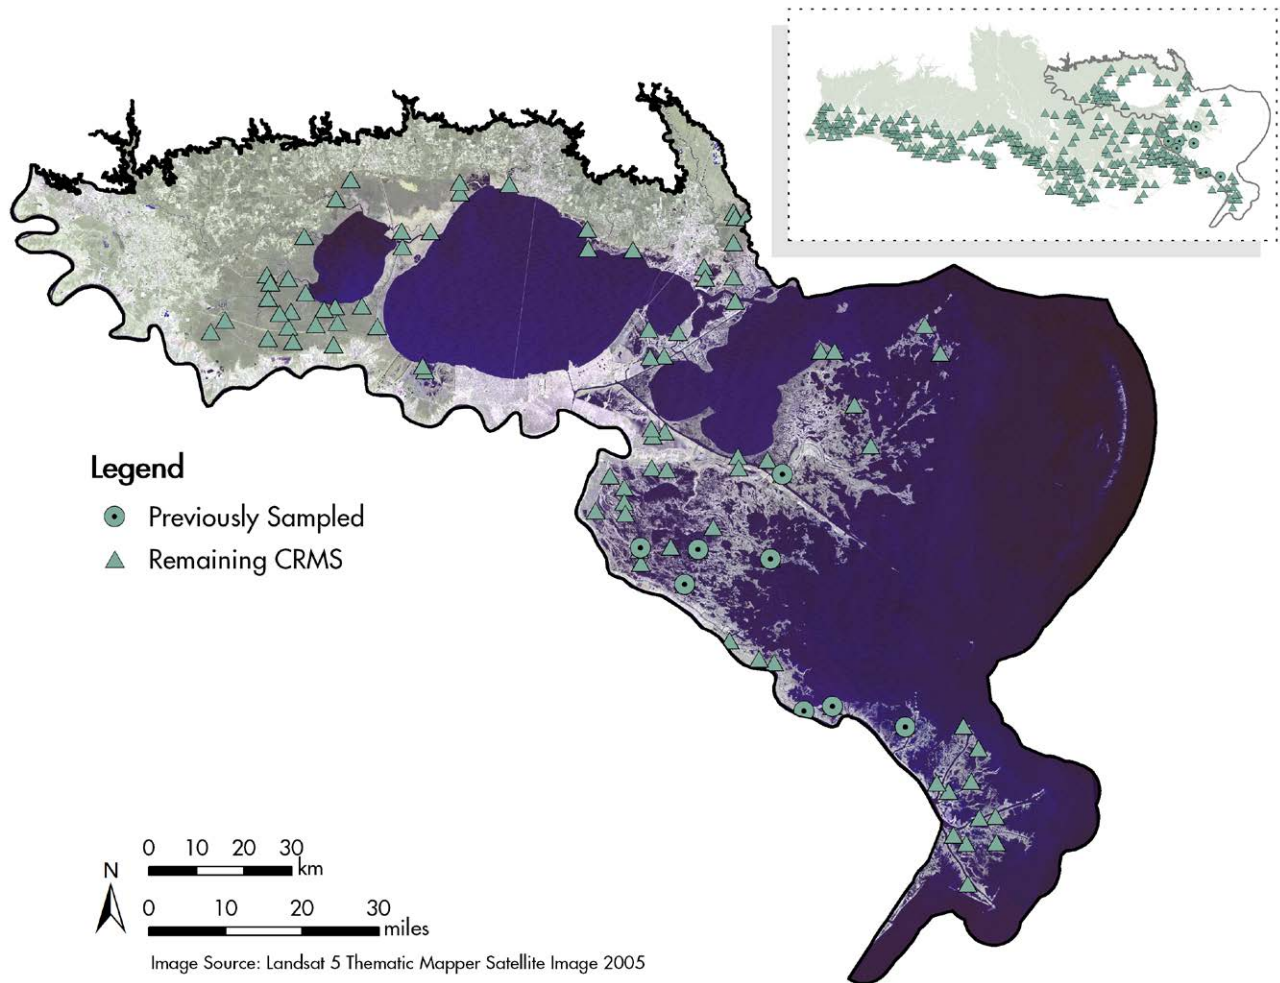 Legend
Previously Sampled
Remaining CRMS
0 10 20 30
km
N
0 10 20 30
miles
Image Source: Landsat 5 Thematic Mapper Satellite Image 2005